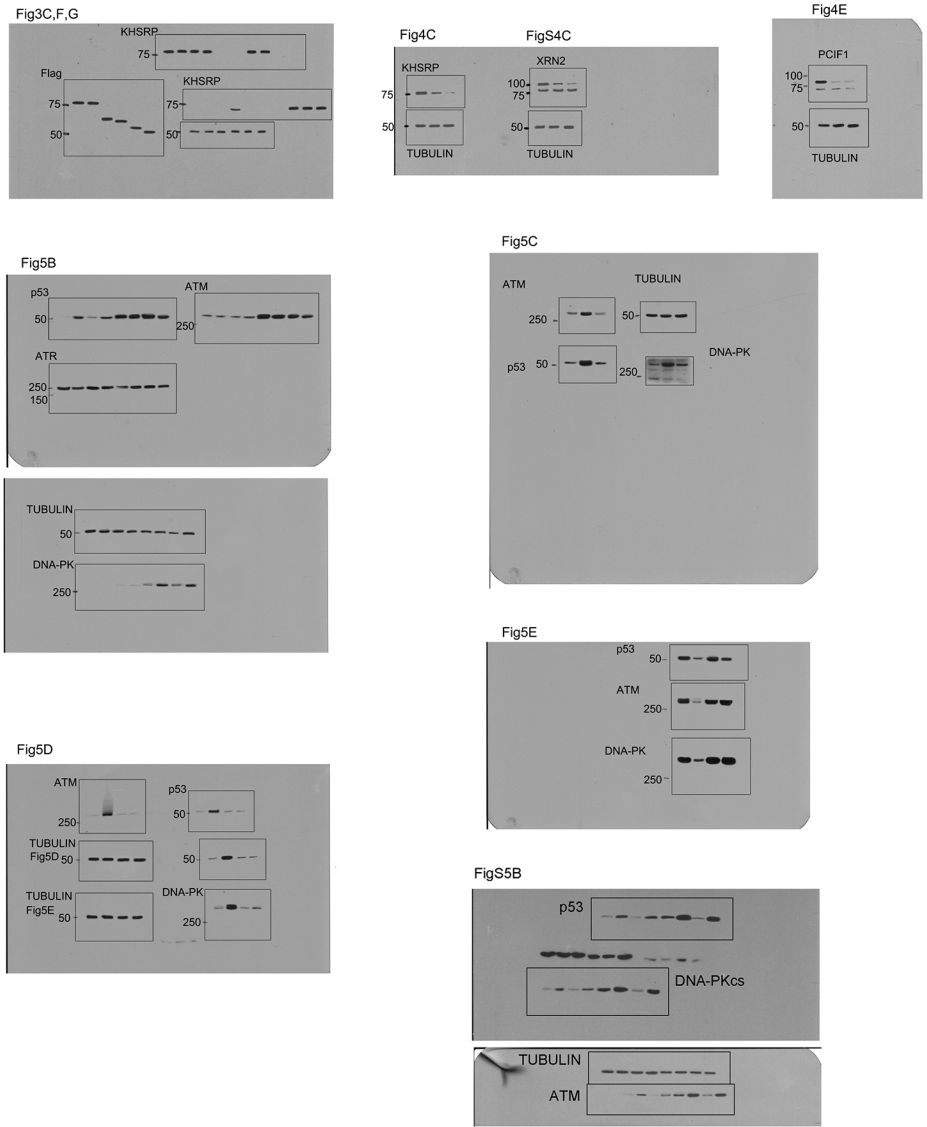 Fig3C,F,G
KHSRP
75
Flag
KHSRP
75
75
50
50
Fig4C
FigS4C
KHSRP
XRN2
75
100
75
50
50
TUBULIN
TUBULIN
Fig4E
PCIF1
100
75
50
TUBULIN
Fig5B
p53
ATM
50
250
ATR
250
150
TUBULIN
50
DNA-PK
250
Fig5C
ATM
TUBULIN
250
50
p53
50
DNA-PK
250
Fig5E
p53
50
ATM
250
DNA-PK
250
Fig5D
ATM
p53
250
50
TUBULIN
Fig5D
50
50
TUBULIN
Fig5E
50
DNA-PK
250
FigS5B
p53
DNA-PKcs
TUBULIN
ATM